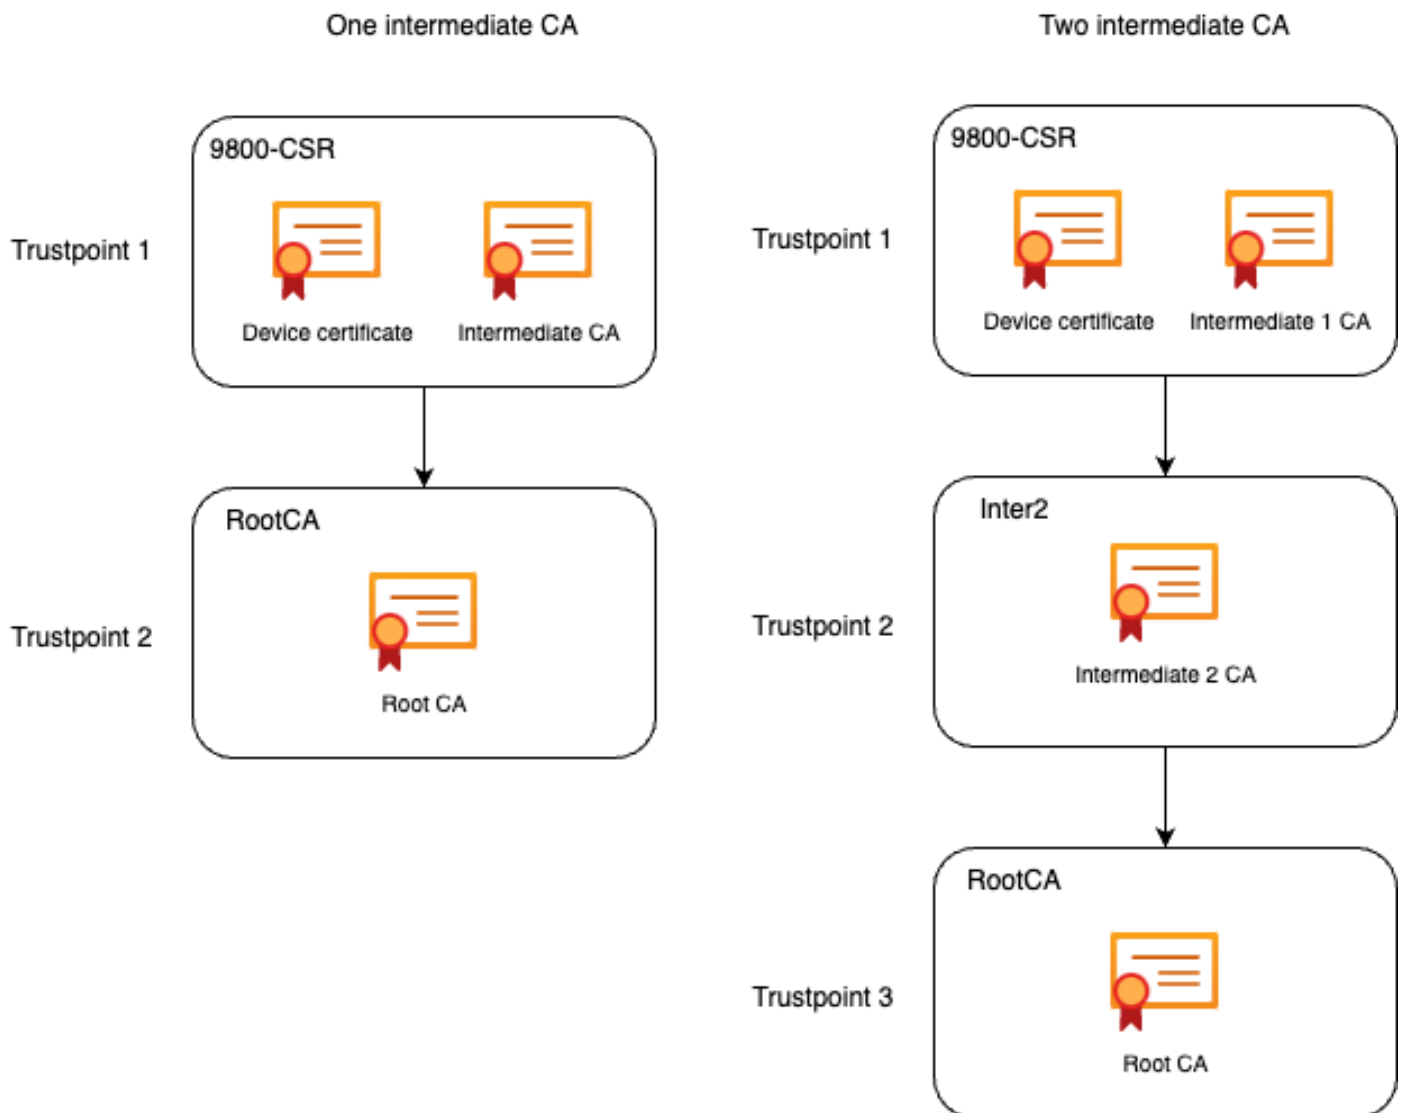 One intermediate CA
Trustpoint 1
9800-CSR
Device certificate
Intermediate CA
Trustpoint 2
RootCA
Root CA
Two intermediate CA
Trustpoint 1
9800-CSR
Device certificate
Intermediate 1 CA
Trustpoint 2
Inter2
Intermediate 2 CA
Trustpoint 3
RootCA
Root CA